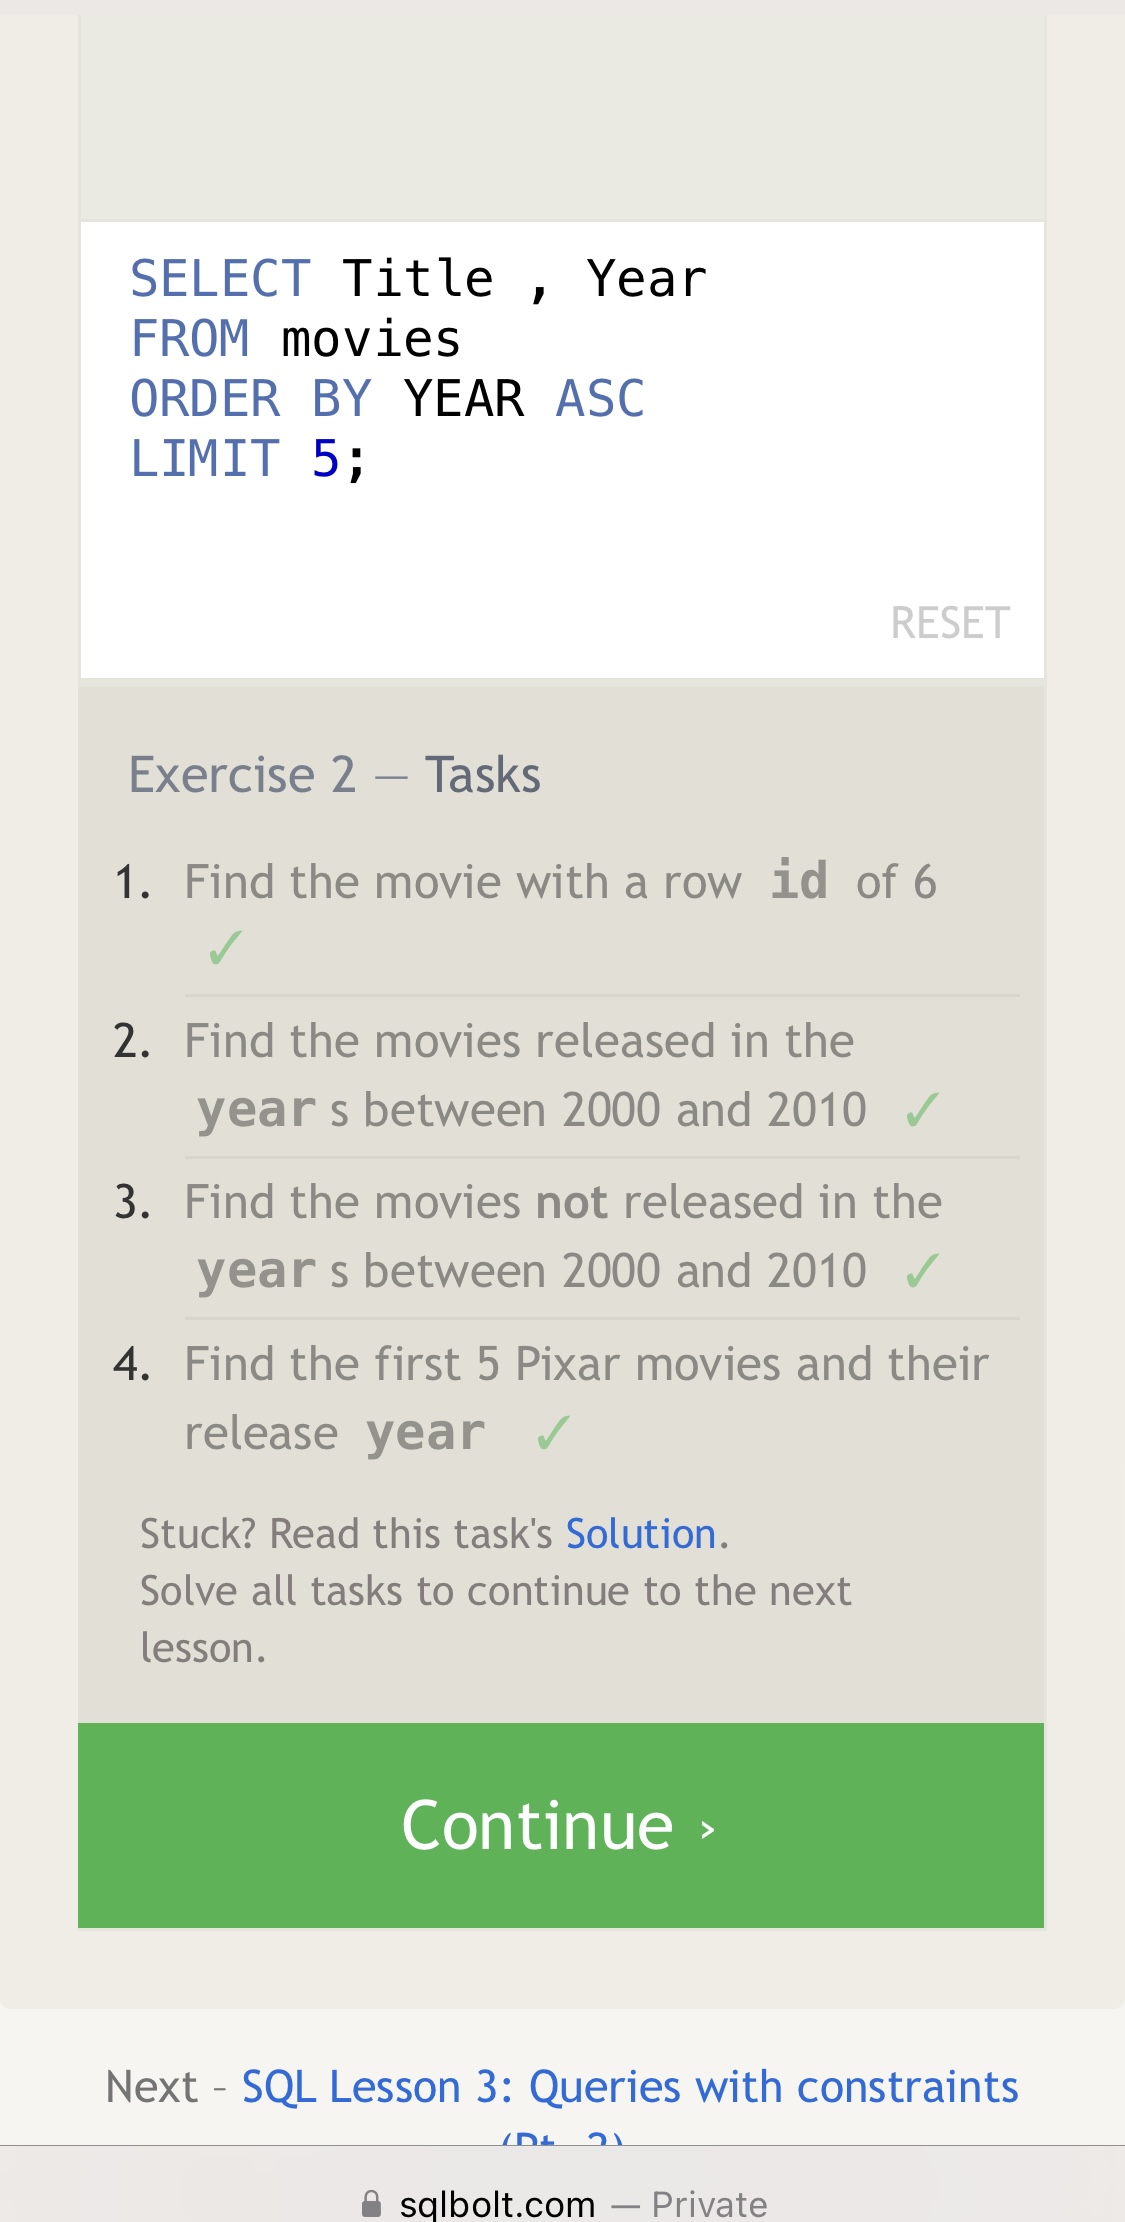 SELECT Title , Year
FROM movies
ORDER BY YEAR ASC
LIMIT 5;
RESET
Exercise 2 — Tasks
1. Find the movie with a row id of 6
✓
2. Find the movies released in the
year s between 2000 and 2010 ✓
3. Find the movies not released in the
year s between 2000 and 2010 ✓
4. Find the first 5 Pixar movies and their
release year ✓
Stuck? Read this task's Solution.
Solve all tasks to continue to the next
lesson.
Continue ›
Next – SQL Lesson 3: Queries with constraints
(Pt. 2)
sqlbolt.com — Private